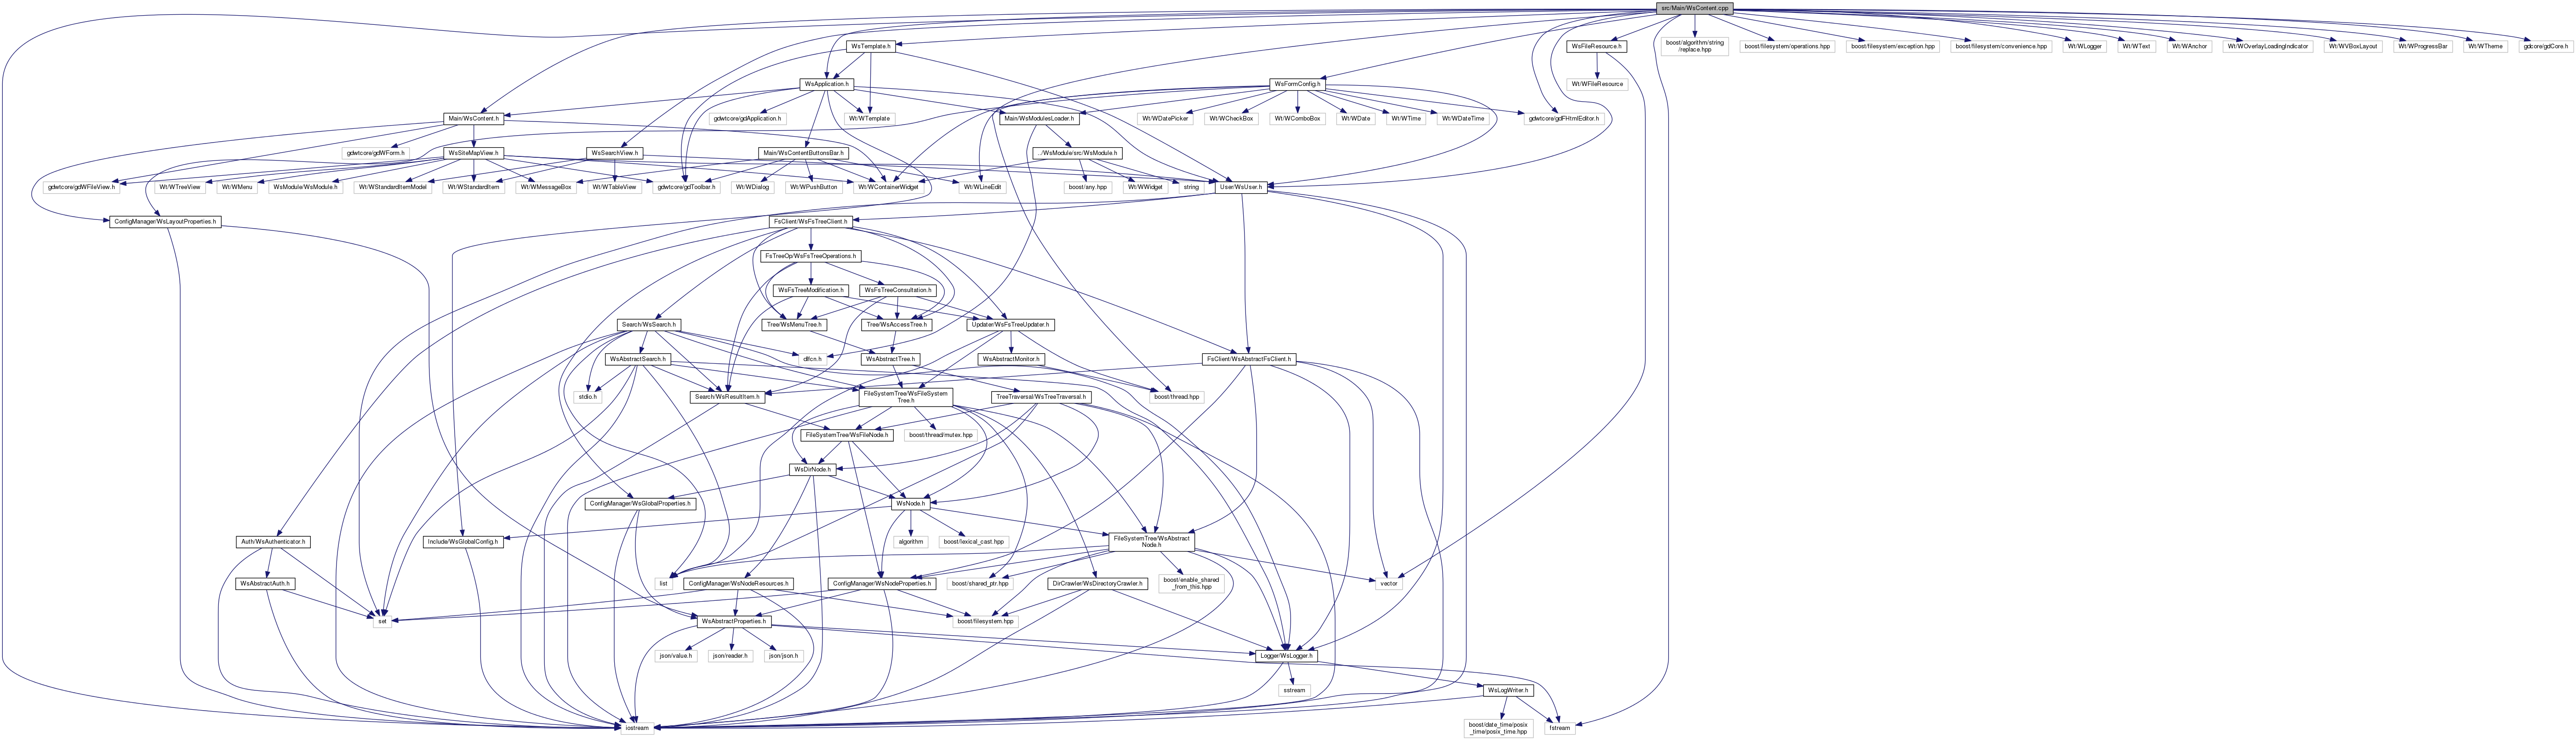 src/Main/WsContent.cpp
WsTemplate.h
WsFileResource.h
boost/algorithm/string
/replace.hpp
boost/filesystem/operations.hpp
boost/filesystem/exception.hpp
boost/filesystem/convenience.hpp
Wt/WLogger
Wt/WText
Wt/WAnchor
Wt/WOverlayLoadingIndicator
Wt/WVBoxLayout
Wt/WProgressBar
Wt/WTheme
gdcore/gdCore.h
WsApplication.h
WsFormConfig.h
Wt/WFileResource
Main/WsContent.h
gdwtcore/gdApplication.h
Wt/WTemplate
Main/WsModulesLoader.h
Wt/WDatePicker
Wt/WCheckBox
Wt/WComboBox
Wt/WDate
Wt/WTime
Wt/WDateTime
gdwtcore/gdFHtmlEditor.h
gdwtcore/gdWForm.h
WsSiteMapView.h
WsSearchView.h
Main/WsContentButtonsBar.h
../WsModule/src/WsModule.h
gdwtcore/gdWFileView.h
Wt/WTreeView
Wt/WMenu
WsModule/WsModule.h
Wt/WStandardItemModel
Wt/WStandardItem
Wt/WMessageBox
Wt/WTableView
gdwtcore/gdToolbar.h
Wt/WDialog
Wt/WPushButton
Wt/WContainerWidget
Wt/WLineEdit
boost/any.hpp
Wt/WWidget
string
User/WsUser.h
ConfigManager/WsLayoutProperties.h
FsClient/WsFsTreeClient.h
FsTreeOp/WsFsTreeOperations.h
WsFsTreeModification.h
WsFsTreeConsultation.h
Search/WsSearch.h
Tree/WsMenuTree.h
Tree/WsAccessTree.h
Updater/WsFsTreeUpdater.h
WsAbstractSearch.h
dlfcn.h
WsAbstractTree.h
WsAbstractMonitor.h
FsClient/WsAbstractFsClient.h
stdio.h
Search/WsResultItem.h
FileSystemTree/WsFileSystem
Tree.h
TreeTraversal/WsTreeTraversal.h
boost/thread.hpp
FileSystemTree/WsFileNode.h
boost/thread/mutex.hpp
WsDirNode.h
ConfigManager/WsGlobalProperties.h
WsNode.h
Auth/WsAuthenticator.h
Include/WsGlobalConfig.h
algorithm
boost/lexical_cast.hpp
FileSystemTree/WsAbstract
Node.h
WsAbstractAuth.h
list
ConfigManager/WsNodeResources.h
ConfigManager/WsNodeProperties.h
boost/shared_ptr.hpp
DirCrawler/WsDirectoryCrawler.h
boost/enable_shared
_from_this.hpp
vector
set
WsAbstractProperties.h
boost/filesystem.hpp
json/value.h
json/reader.h
json/json.h
Logger/WsLogger.h
sstream
WsLogWriter.h
iostream
boost/date_time/posix
_time/posix_time.hpp
fstream